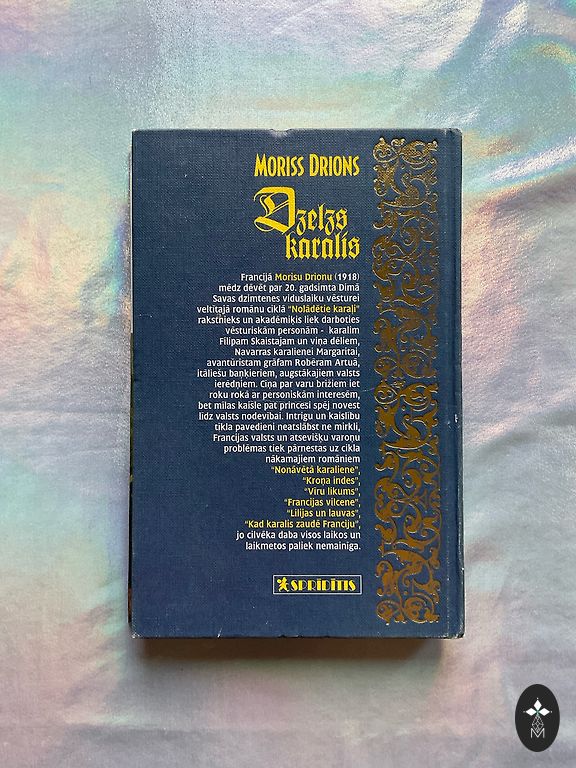 MORISS DRIONS
Dzelzs
karalis
Francijā Morisu Drionu (1918)
mēdz dēvēt par 20. gadsimta Dimā
Savas dzimtenes viduslaiku vēsturei
veltītajā romānu ciklā "Nolādētie karaļi"
rakstnieks un akadēmiķis liek darboties
vēsturiskām personām - karalim
Filipam Skaistajam un viņa dēliem,
Navarras karalienei Margaritai,
avantūristam grāfam Robēram Artuā,
itāliešu baņķieriem, augstākajiem valsts
ierēdņiem. Cīņa par varu brīžiem iet
roku rokā ar personiskām interesēm,
bet mīlas kaisle pat princesi spēj novest
līdz valsts nodevībai. Intrigu un kaislību
tīkla pavedieni neatslābst ne mirkli,
Francijas valsts un atsevišķu varoņu
problēmas tiek pārnestas uz cikla
nākamajiem romāniem
"Nonāvētā karaliene",
"Kroņa indes",
"Vīru likums",
"Francijas vilcene",
"Lilijas un lauvas",
"Kad karalis zaudē Franciju",
jo cilvēka daba visos laikos un
laikmetos paliek nemainīga.
SPRĪDĪTIS
M